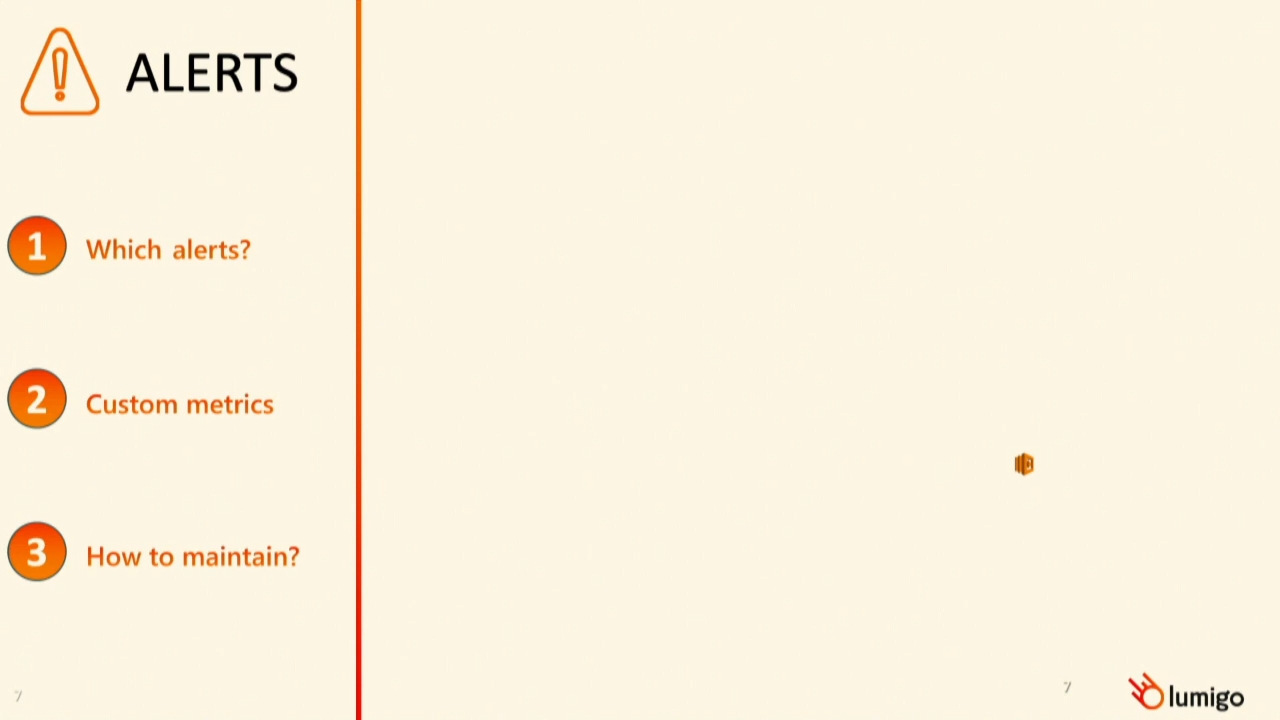 ALERTS
1 Which alerts?
2 Custom metrics
3 How to maintain?
7
7
lumigo